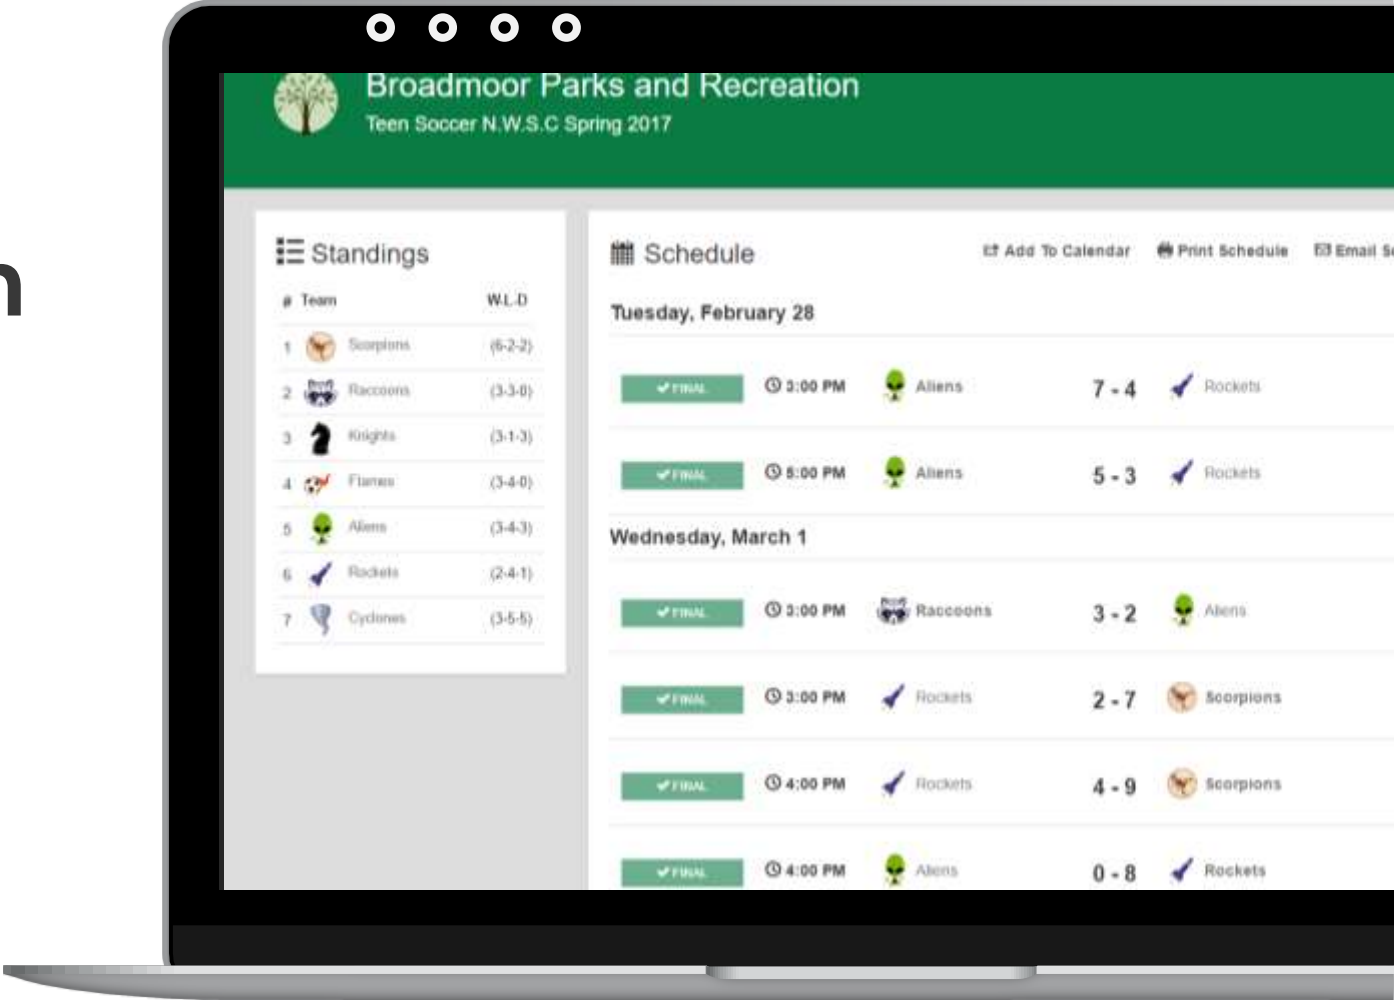 n
Broadmoor Parks and Recreation
Teen Soccer N.W.S.C Spring 2017
Standings
# Team W-L-D
1 Scorpions (6-2-2)
2 Raccoons (3-3-0)
3 Knights (3-1-3)
4 Flames (3-4-0)
5 Aliens (3-4-3)
6 Rockets (2-4-1)
7 Cyclones (3-5-5)
Schedule Add To Calendar Print Schedule Email Sc
Tuesday, February 28
FINAL 3:00 PM Aliens 7 - 4 Rockets
FINAL 5:00 PM Aliens 5 - 3 Rockets
Wednesday, March 1
FINAL 3:00 PM Raccoons 3 - 2 Aliens
FINAL 3:00 PM Rockets 2 - 7 Scorpions
FINAL 4:00 PM Rockets 4 - 9 Scorpions
FINAL 4:00 PM Aliens 0 - 8 Rockets